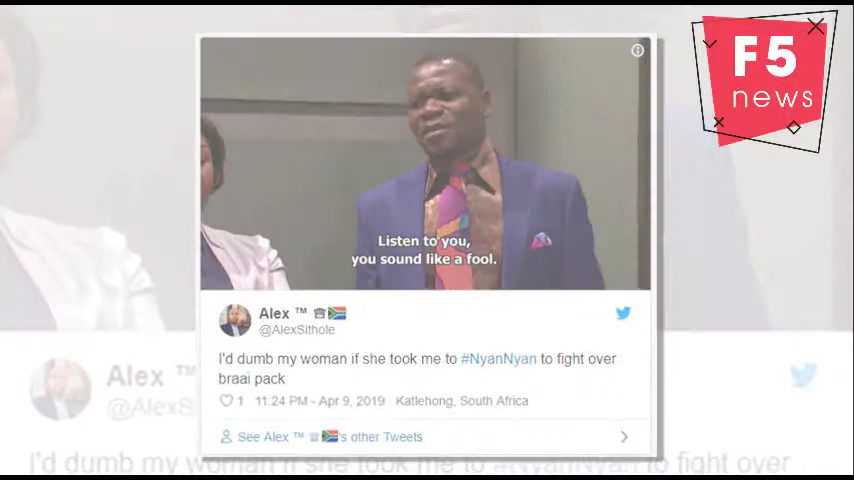 F5
news
Listen to you,
you sound like a fool.
Alex ™
@AlexSithole
I'd dumb my woman if she took me to #NyanNyan to fight over
braai pack
1 11:24 PM - Apr 9, 2019 · Katlehong, South Africa
See Alex ™ 's other Tweets
Alex ™
@AlexS
I'd dumb my woman if she took me to #NyanNyan to fight over